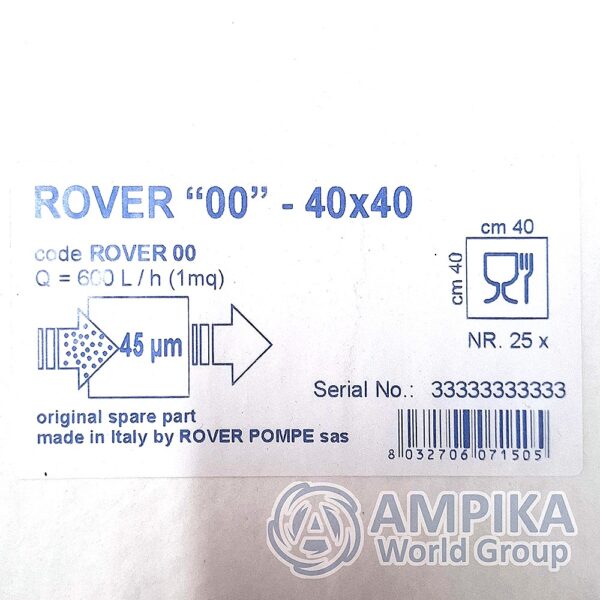 ROVER “00” - 40x40
code ROVER 00
Q = 600 L / h (1mq)
45 µm
cm 40
cm 40
NR. 25 x
Serial No.: 33333333333
original spare part
made in Italy by ROVER POMPE sas
8 032706 071505
AMPIKA
World Group